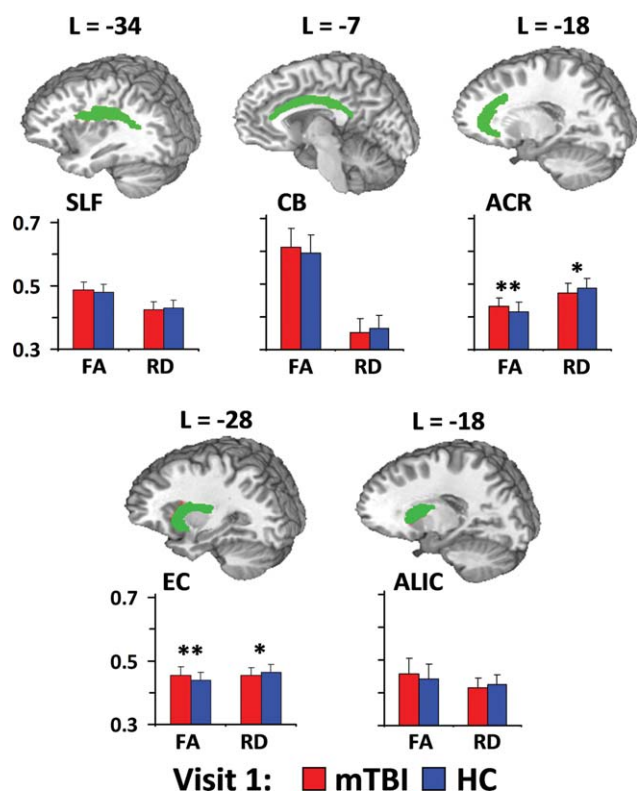 L = -34 L = -7 L = -18
SLF CB ACR
0.7
0.5
0.3
** *
FA RD FA RD FA RD
L = -28 L = -18
EC ALIC
0.7
0.5
0.3
** *
FA RD FA RD
Visit 1: mTBI HC